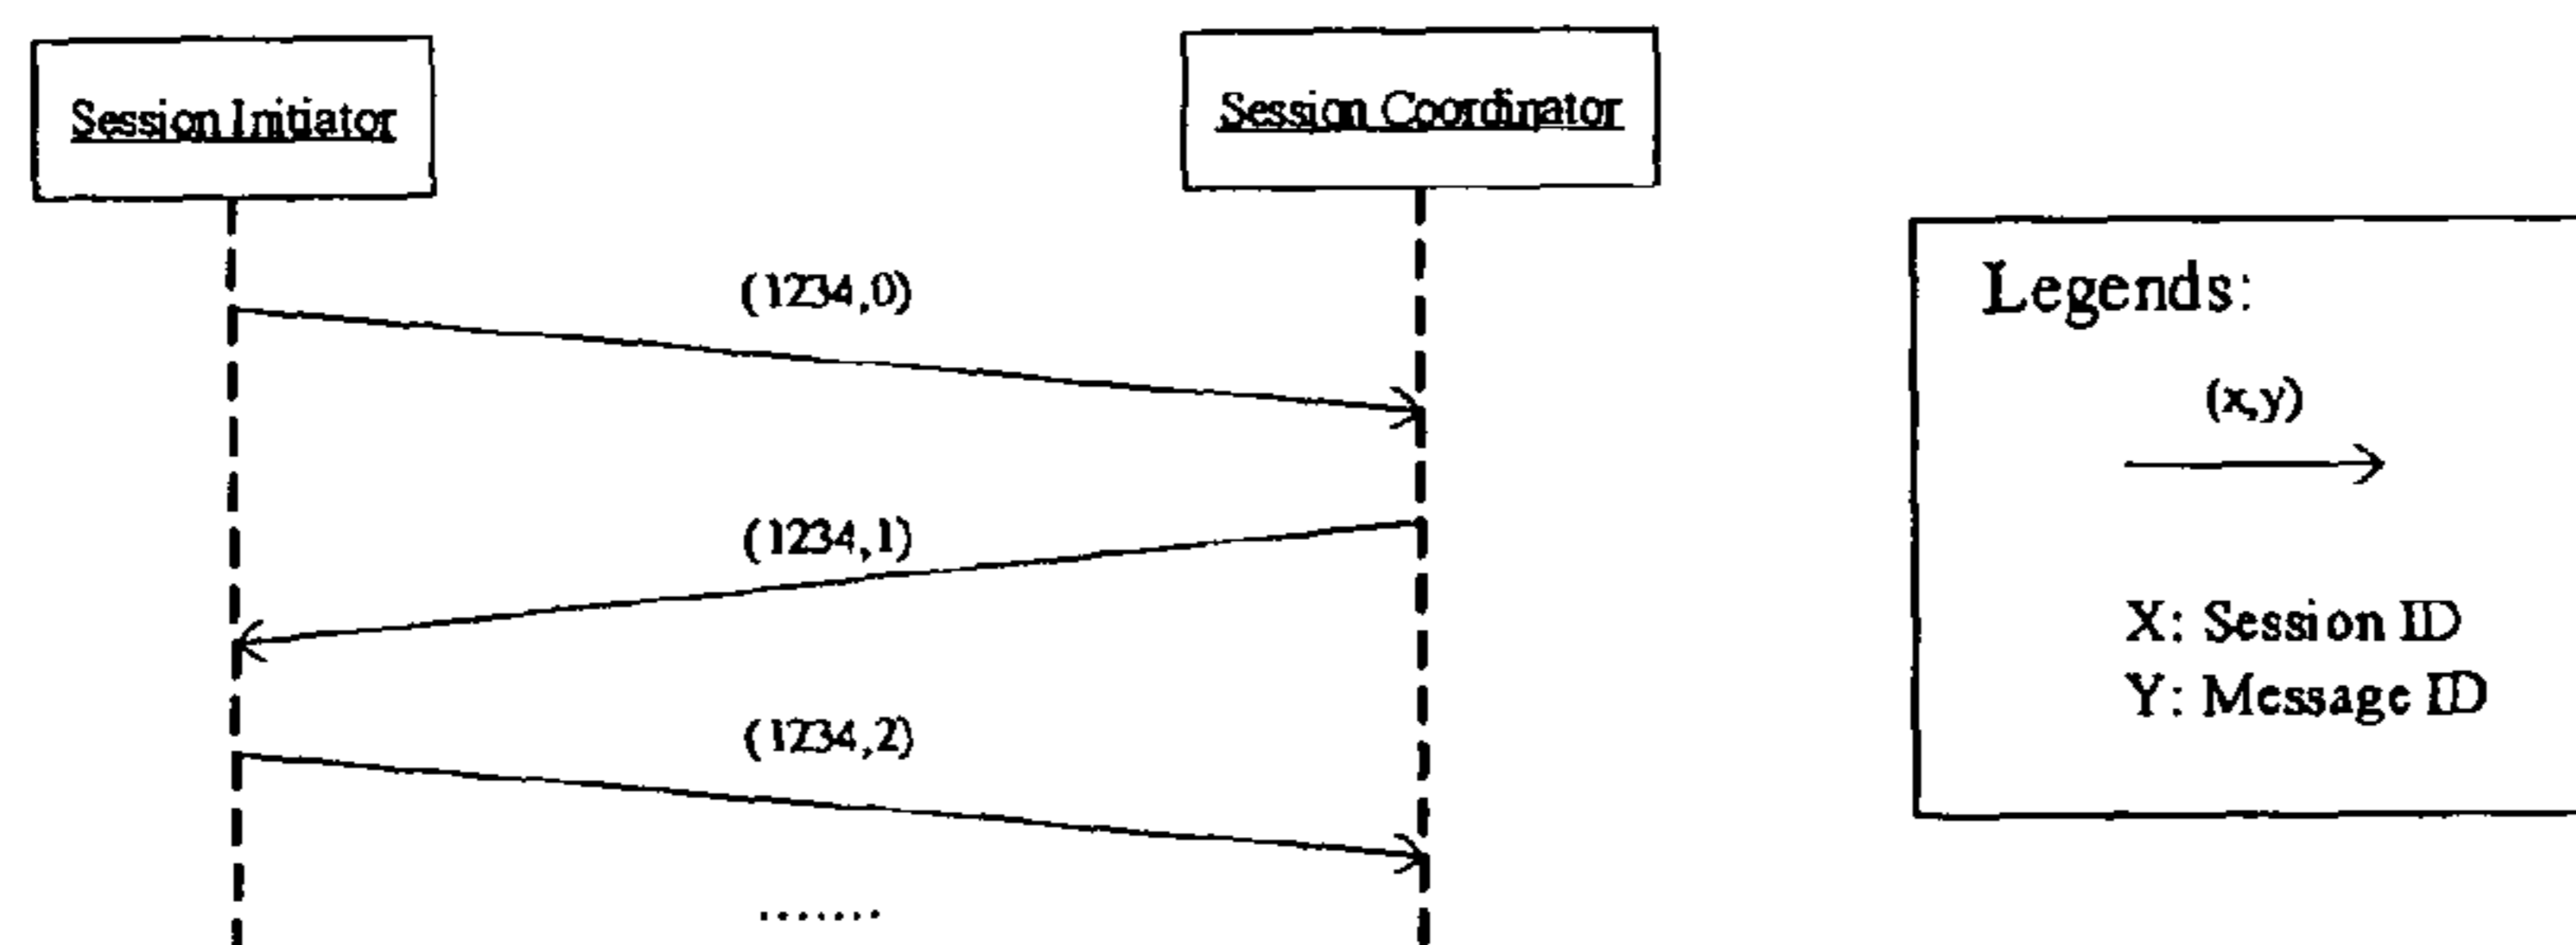 Session Initiator
Session Coordinator
(1234,0)
(1234,1)
(1234,2)
.......
Legends:
(x,y)
X: Session ID
Y: Message ID